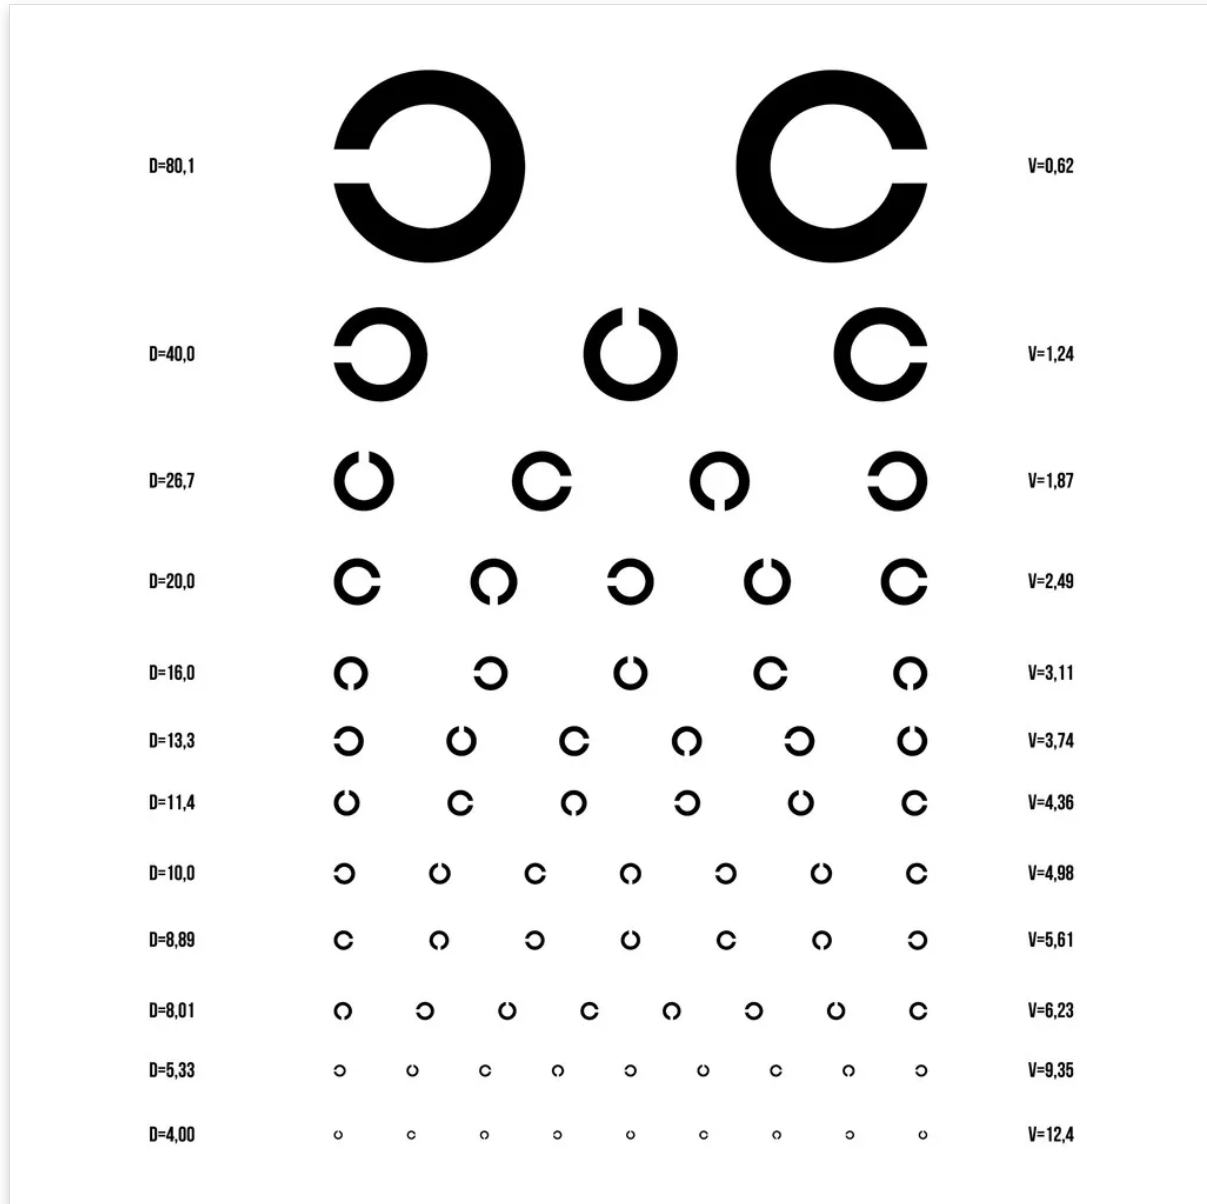 D=80,1 V=0,62
D=40,0 V=1,24
D=26,7 V=1,87
D=20,0 V=2,49
D=16,0 V=3,11
D=13,3 V=3,74
D=11,4 V=4,36
D=10,0 V=4,98
D=8,89 V=5,61
D=8,01 V=6,23
D=5,33 V=9,35
D=4,00 V=12,4